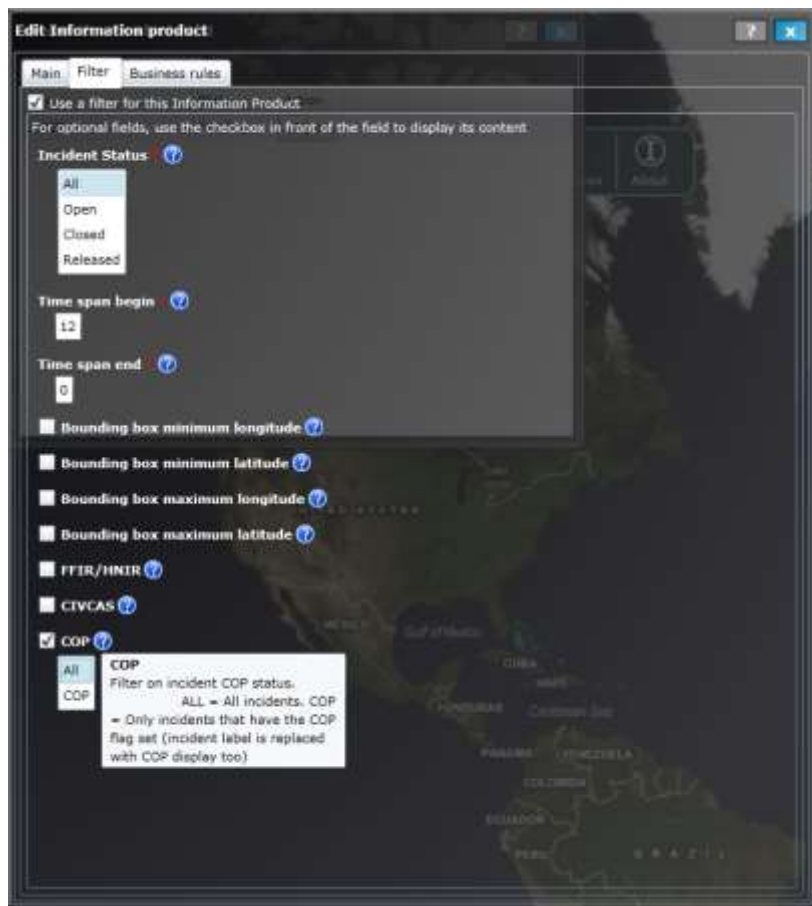 Edit Information product
? x
Main Filter Business rules
Use a filter for this Information Product
For optional fields, use the checkbox in front of the field to display its content
Incident Status * ?
All
Open
Closed
Released
Time span begin * ?
12
Time span end * ?
0
Bounding box minimum longitude ?
Bounding box minimum latitude ?
Bounding box maximum longitude ?
Bounding box maximum latitude ?
FFIR/HNIR ?
CIVCAS ?
COP ?
All
COP
COP
Filter on incident COP status.
ALL = All incidents. COP
= Only incidents that have the COP
flag set (incident label is replaced
with COP display too)
About
UNITED STATES
MEXICO
Gulf of Mexico
CUBA
HAITI
HONDURAS
Caribbean Sea
PANAMA
VENEZUELA
COLOMBIA
ECUADOR
PERU
BRAZIL